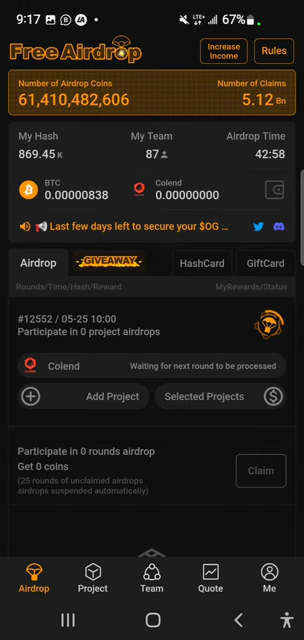 9:17
LTE+
67%
FreeAirdrop
Increase Income
Rules
Number of Airdrop Coins
Number of Claims
61,410,482,606
5.12 Bn
My Hash
My Team
Airdrop Time
869.45 K
87
42:58
BTC
0.00000838
Colend
0.00000000
Last few days left to secure your $OG ...
Airdrop
GIVEAWAY
HashCard
GiftCard
Rounds/Time/Hash/Reward
MyRewards/Status
#12552 / 05-25 10:00
Participate in 0 project airdrops
Colend
Waiting for next round to be processed
Add Project
Selected Projects
Participate in 0 rounds airdrop
Get 0 coins
(25 rounds of unclaimed airdrops
airdrops suspended automatically)
Claim
Airdrop
Project
Team
Quote
Me